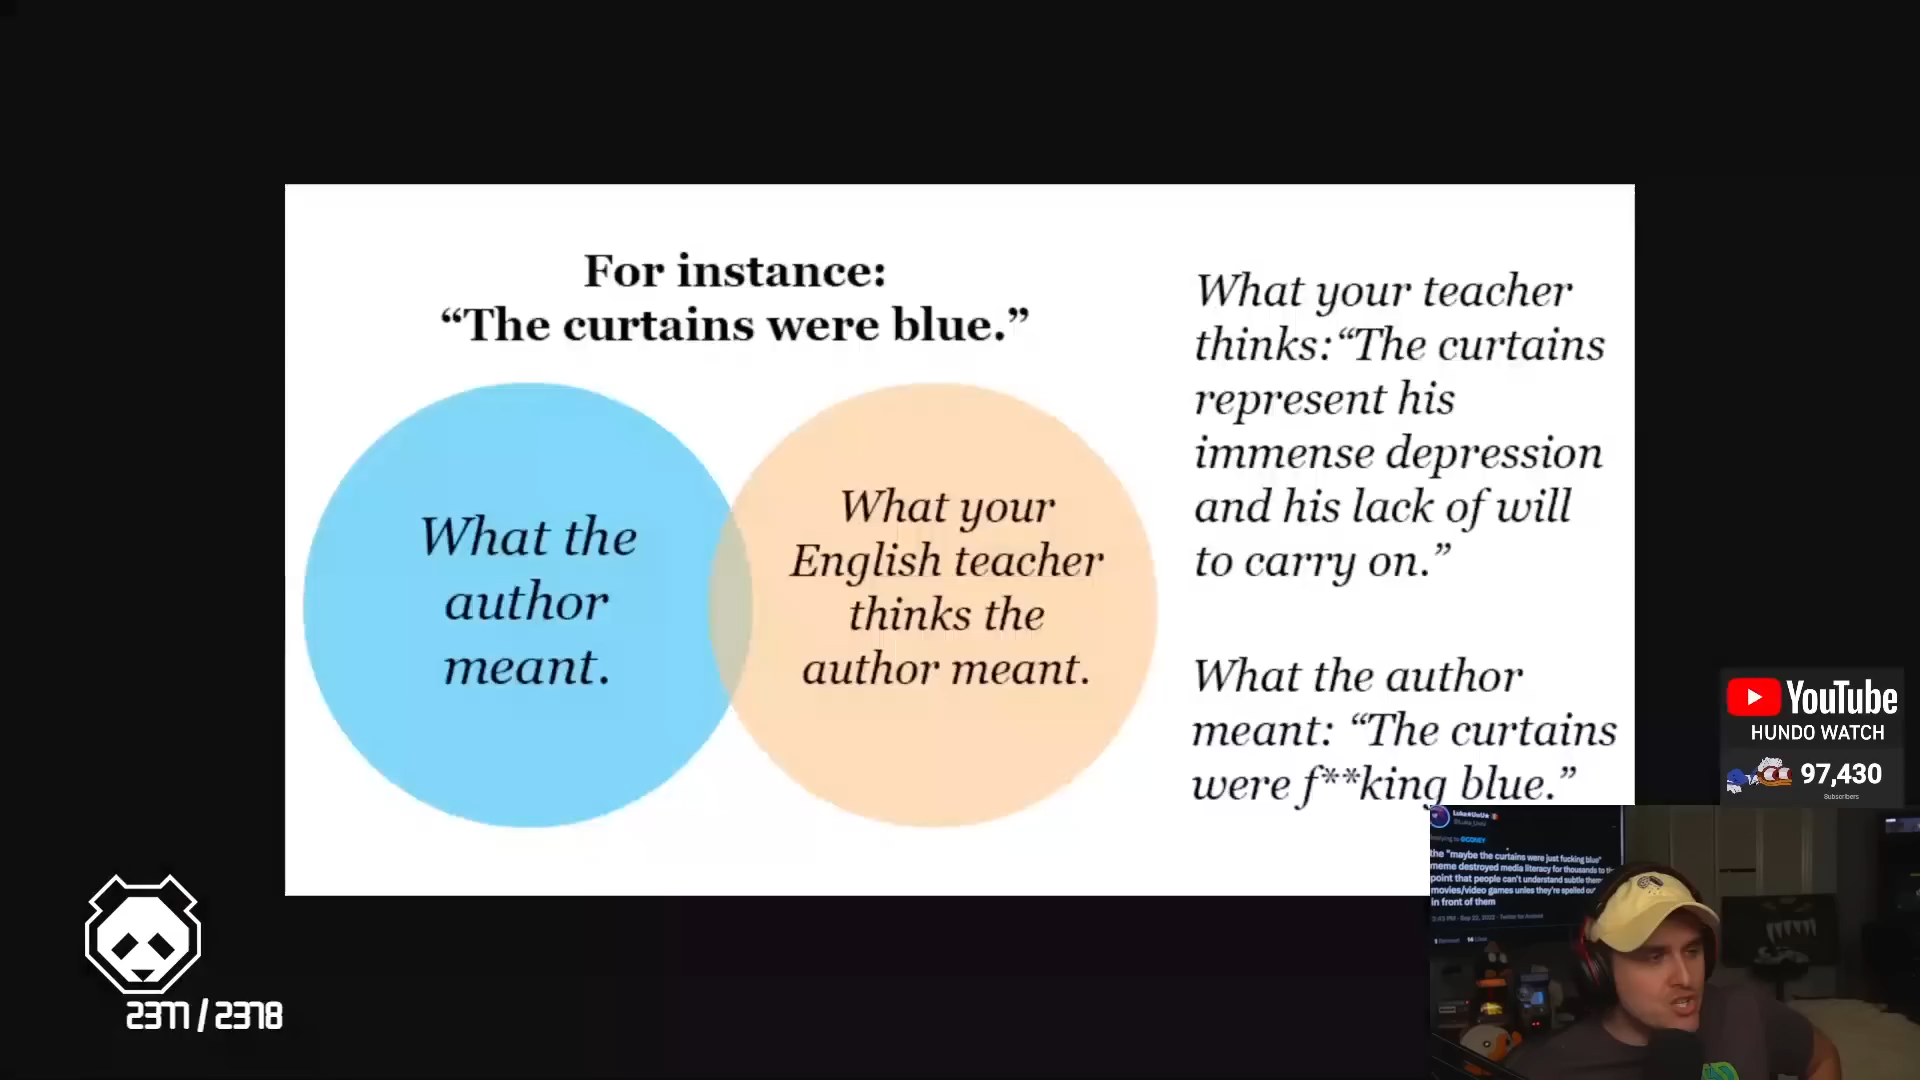 For instance:
“The curtains were blue.”
What the
author
meant.
What your
English teacher
thinks the
author meant.
What your teacher
thinks:“The curtains
represent his
immense depression
and his lack of will
to carry on.”
What the author
meant: “The curtains
were f**king blue.”
YouTube
HUNDO WATCH
97,430
Subscribers
the "maybe the curtains were just fucking blue"
meme destroyed media literacy for thousands to the
point that people can't understand subtle
movies/video games unles they're spelled
in front of them
2377 / 2378